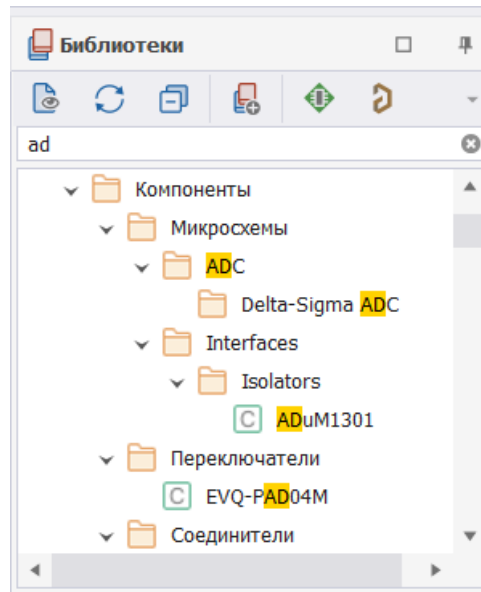 Библиотеки
ad
Компоненты
Микросхемы
ADC
Delta-Sigma ADC
Interfaces
Isolators
C ADuM1301
Переключатели
C EVQ-PAD04M
Соединители